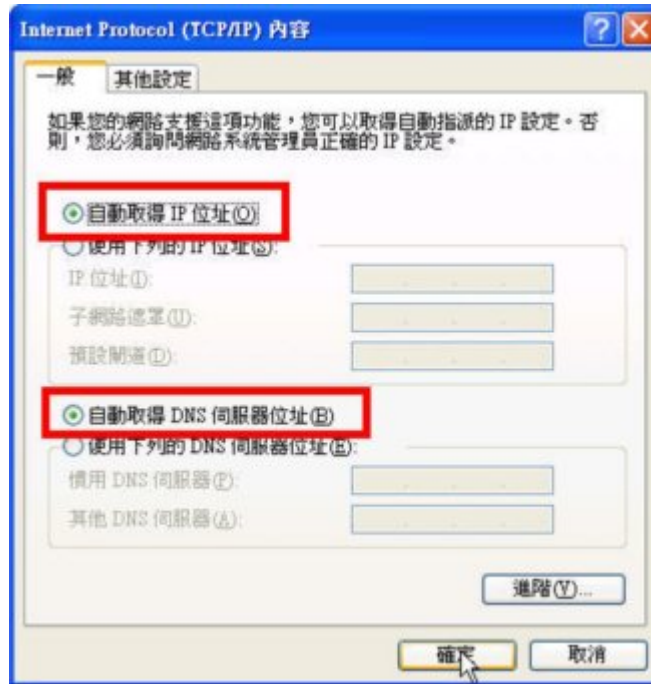 Internet Protocol (TCP/IP) 內容
一般
其他設定
如果您的網路支援這項功能，您可以取得自動指派的 IP 設定。否
則，您必須詢問網路系統管理員正確的 IP 設定。
自動取得 IP 位址(O)
使用下列的 IP 位址(S):
IP 位址(I):
子網路遮罩(U):
預設閘道(D):
自動取得 DNS 伺服器位址(B)
使用下列的 DNS 伺服器位址(E):
慣用 DNS 伺服器(P):
其他 DNS 伺服器(A):
進階(V)...
確定
取消